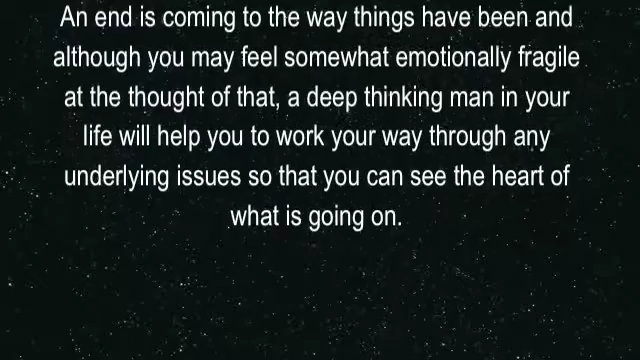 An end is coming to the way things have been and
although you may feel somewhat emotionally fragile
at the thought of that, a deep thinking man in your
life will help you to work your way through any
underlying issues so that you can see the heart of
what is going on.